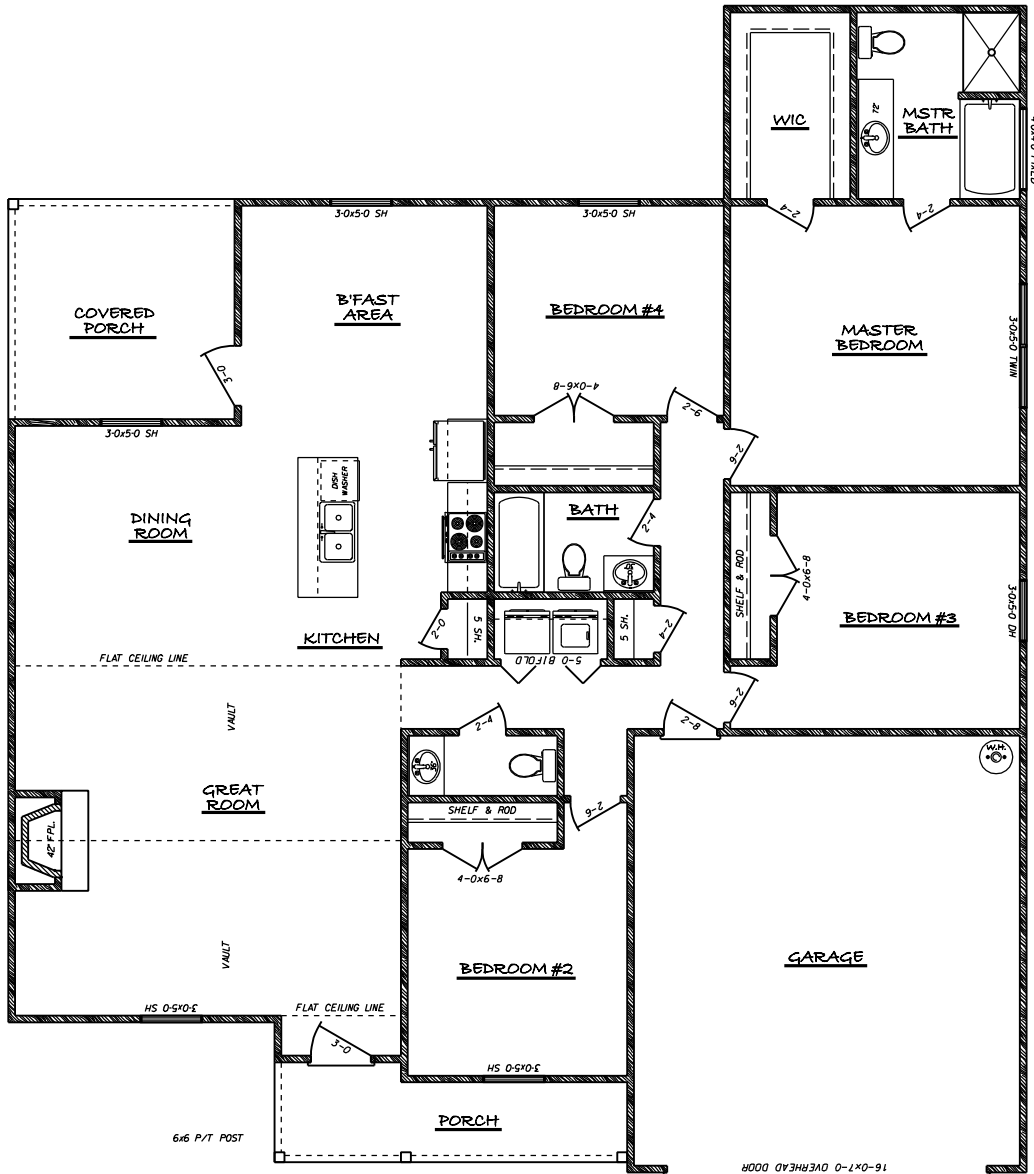 WIC
72"
MSTR
BATH
2-4
2-4
3-0x5-0 SH
3-0x5-0 SH
COVERED
PORCH
B'FAST
AREA
BEDROOM #4
MASTER
BEDROOM
3-0x5-0 TWIN
3-0
4-0x6-8
2-6
3-0x5-0 SH
2-6
DISH
WASHER
DINING
ROOM
BATH
2-4
SHELF & ROD
4-0x6-8
BEDROOM #3
3-0x5-0 DH
KITCHEN
2-0
5 SH.
5 SH.
2-4
5-0 BIFOLD
FLAT CEILING LINE
VAULT
2-4
2-8
2-6
W.H.
GREAT
ROOM
SHELF & ROD
2-6
42" FPL.
4-0x6-8
VAULT
BEDROOM #2
GARAGE
3-0x5-0 SH
FLAT CEILING LINE
3-0
3-0x5-0 SH
PORCH
6x6 P/T POST
16-0x7-0 OVERHEAD DOOR